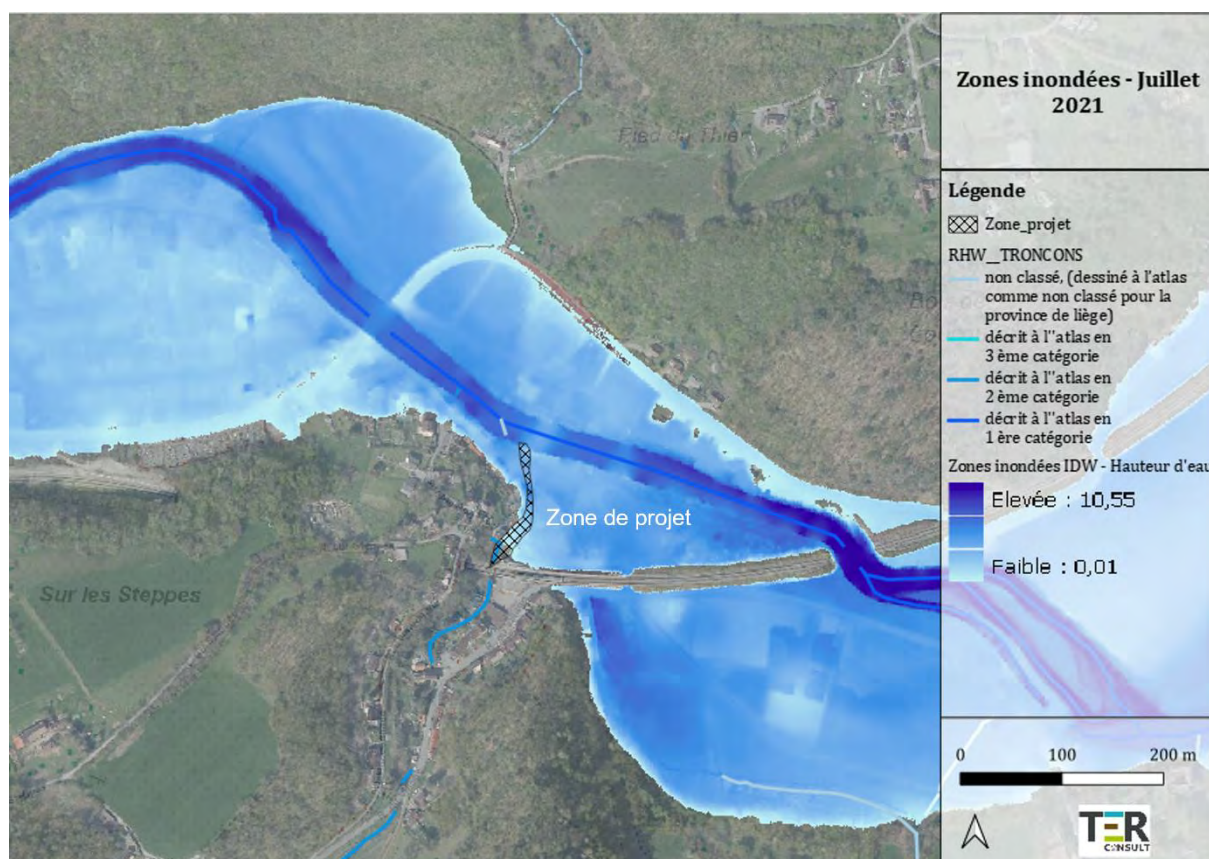 Zones inondées - Juillet
2021
Légende
Zone_projet
RHW__TRONCONS
non classé, (dessiné à l'atlas
comme non classé pour la
province de liège)
décrit à l''atlas en
3 ème catégorie
décrit à l''atlas en
2 ème catégorie
décrit à l''atlas en
1 ère catégorie
Zones inondées IDW - Hauteur d'eau
Elevée : 10,55
Faible : 0,01
0 100 200 m
TER
CONSULT
Pied du Thier
Zone de projet
Sur les Steppes